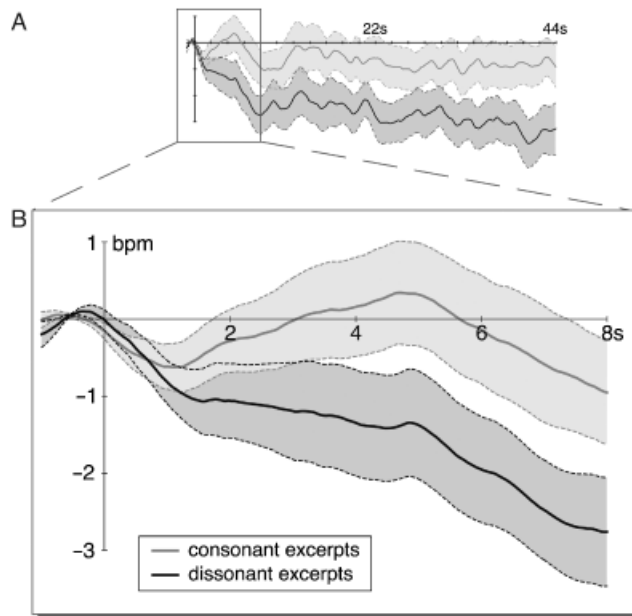 A
22s 44s
B
1 bpm
2 4 6 8s
-1
-2
-3
consonant excerpts
dissonant excerpts